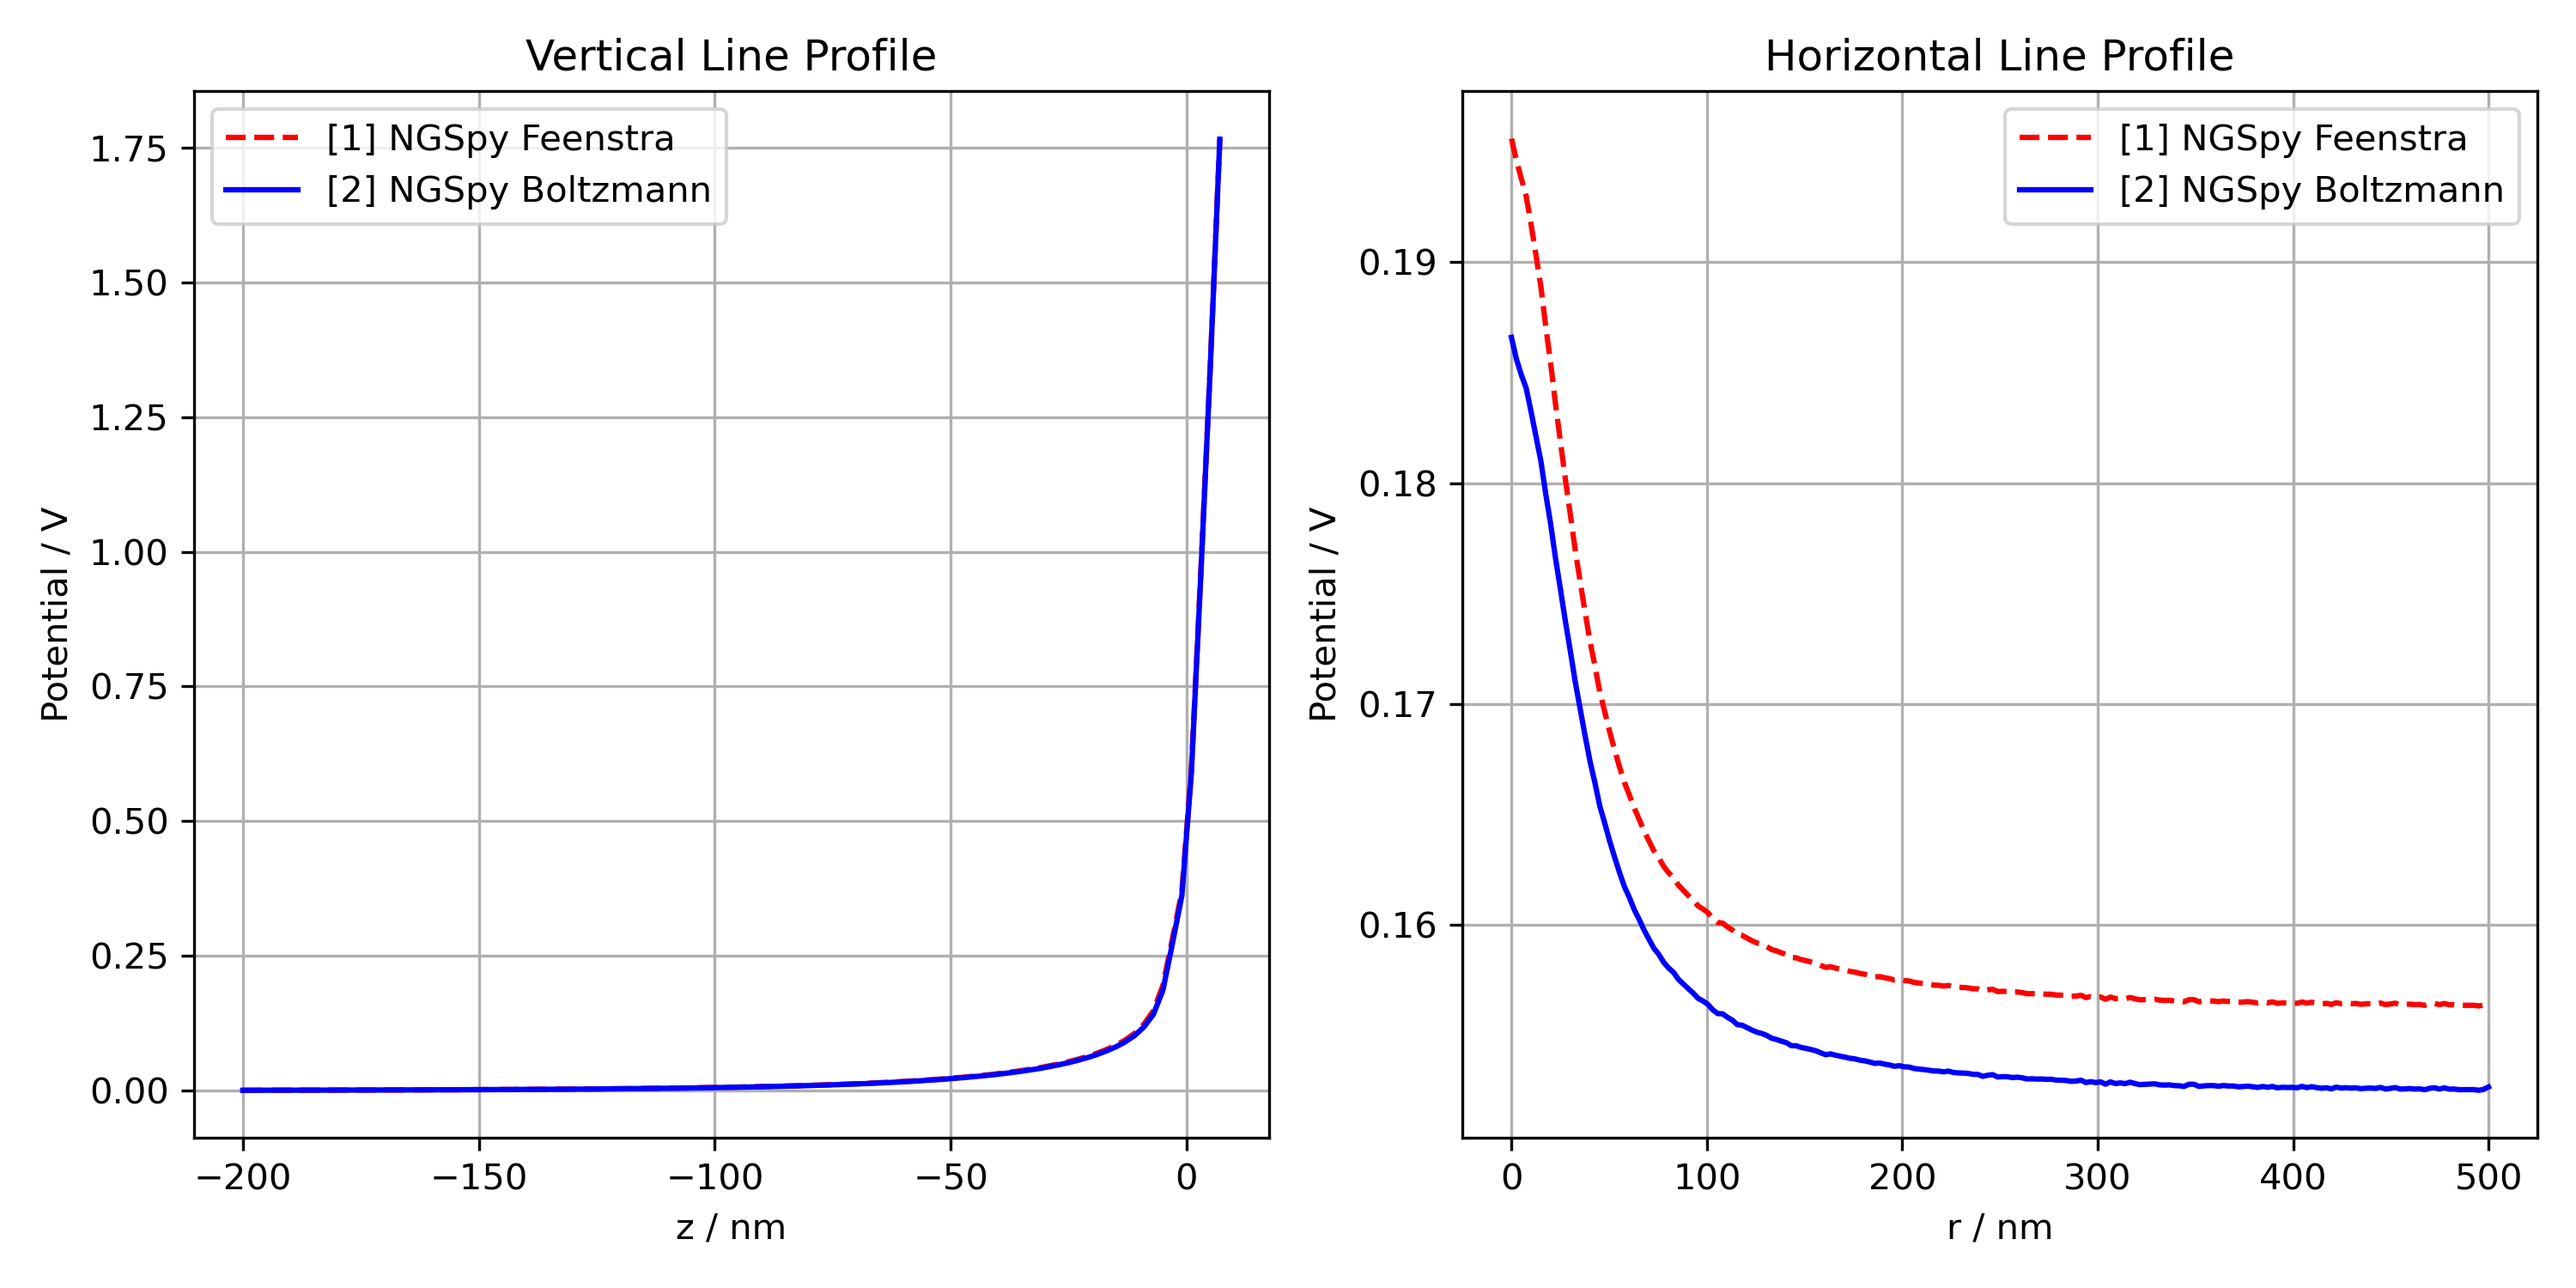 Vertical Line Profile
[1] NGSpy Feenstra
[2] NGSpy Boltzmann
1.75
1.50
1.25
1.00
0.75
0.50
0.25
0.00
Potential / V
−200
−150
−100
−50
0
z / nm
Horizontal Line Profile
[1] NGSpy Feenstra
[2] NGSpy Boltzmann
0.19
0.18
0.17
0.16
Potential / V
0
100
200
300
400
500
r / nm